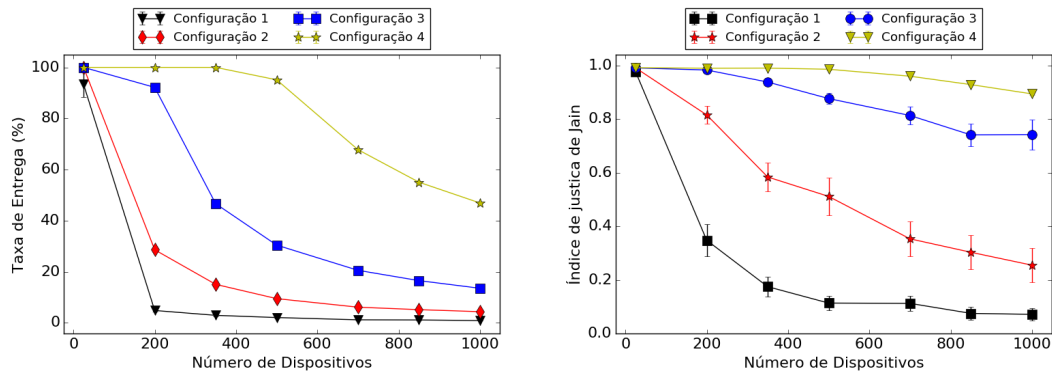 Configuração 1
Configuração 3
Configuração 2
Configuração 4
100
80
60
40
20
0
Taxa de Entrega (%)
0 200 400 600 800 1000
Número de Dispositivos
Configuração 1
Configuração 3
Configuração 2
Configuração 4
1.0
0.8
0.6
0.4
0.2
0.0
Índice de justica de Jain
0 200 400 600 800 1000
Número de Dispositivos